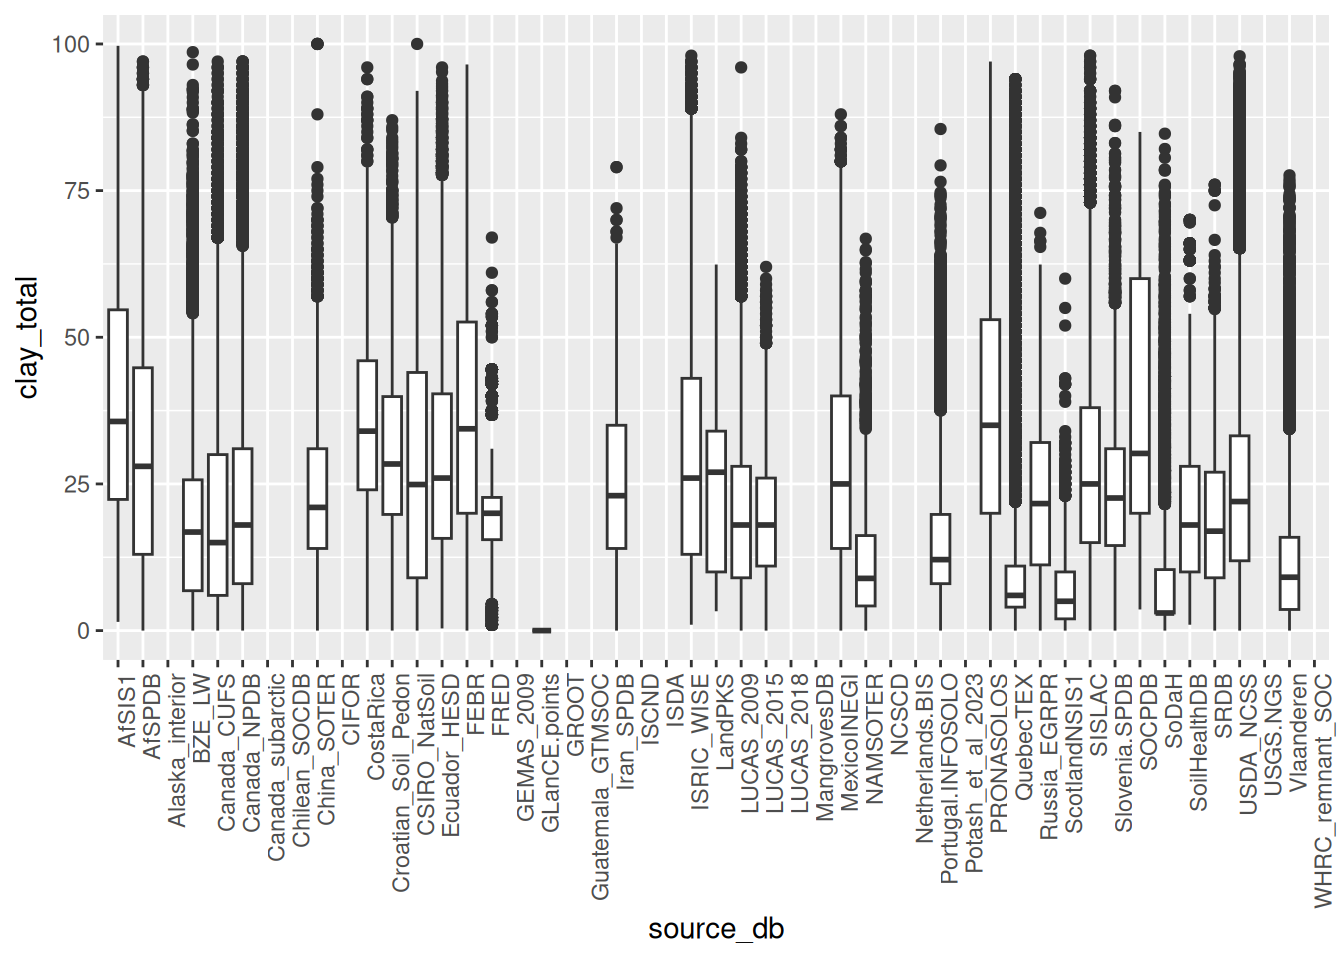 clay_total
100
75
50
25
0
AfSIS1
AfSPDB
Alaska_interior
BZE_LW
Canada_CUFS
Canada_NPDB
Canada_subarctic
Chilean_SOCDB
China_SOTER
CIFOR
CostaRica
Croatian_Soil_Pedon
CSIRO_NatSoil
Ecuador_HESD
FEBR
FRED
GEMAS_2009
GLanCE.points
GROOT
Guatemala_GTMSOC
Iran_SPDB
ISCND
ISDA
ISRIC_WISE
LandPKS
LUCAS_2009
LUCAS_2015
LUCAS_2018
MangrovesDB
MexicoINEGI
NAMSOTER
NCSCD
Netherlands.BIS
Portugal.INFOSOLO
Potash_et_al_2023
PRONASOLOS
QuebecTEX
Russia_EGRPR
ScotlandNSIS1
SISLAC
Slovenia.SPDB
SOCPDB
SoDaH
SoilHealthDB
SRDB
USDA_NCSS
USGS.NGS
Vlaanderen
WHRC_remnant_SOC
source_db